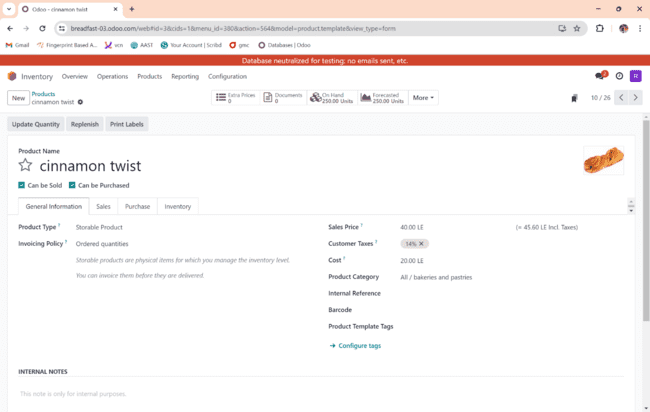 Odoo - cinnamon twist
breadfast-03.odoo.com/web#id=3&cids=1&menu_id=380&action=564&model=product.template&view_type=form
Gmail Fingerprint Based A... vcn AAST Your Account | Scribd gmc Databases | Odoo
Database neutralized for testing: no emails sent, etc.
Inventory Overview Operations Products Reporting Configuration 2 R
New Products cinnamon twist Extra Prices 0 Documents 0 On Hand 250.00 Units Forecasted 250.00 Units More 10 / 26
Update Quantity Replenish Print Labels
Product Name
cinnamon twist
Can be Sold Can be Purchased
General Information Sales Purchase Inventory
Product Type ? Storable Product Sales Price ? 40.00 LE (= 45.60 LE Incl. Taxes)
Invoicing Policy ? Ordered quantities Customer Taxes ? 14% ×
Storable products are physical items for which you manage the inventory level. Cost ? 20.00 LE
You can invoice them before they are delivered. Product Category All / bakeries and pastries
Internal Reference
Barcode
Product Template Tags
→ Configure tags
INTERNAL NOTES
This note is only for internal purposes.